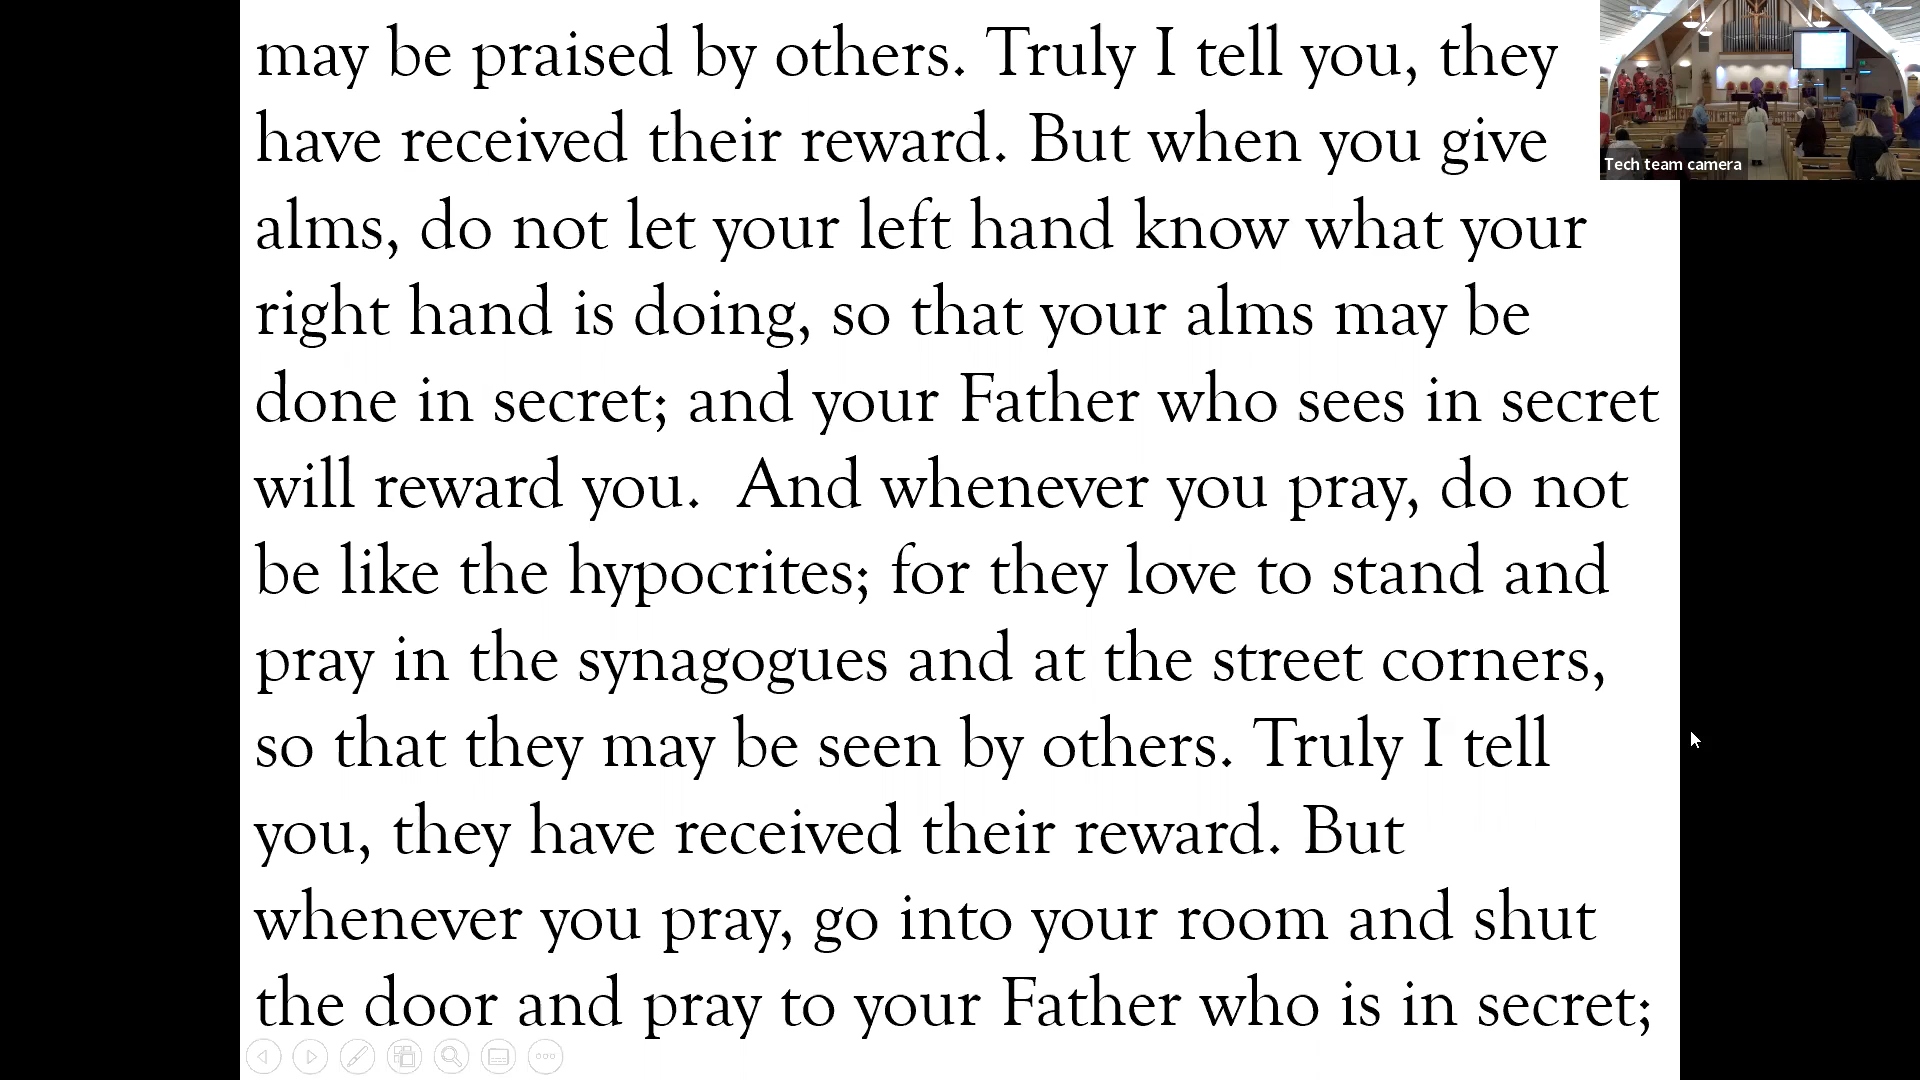 may be praised by others. Truly I tell you, they
have received their reward. But when you give
alms, do not let your left hand know what your
right hand is doing, so that your alms may be
done in secret; and your Father who sees in secret
will reward you.  And whenever you pray, do not
be like the hypocrites; for they love to stand and
pray in the synagogues and at the street corners,
so that they may be seen by others. Truly I tell
you, they have received their reward. But
whenever you pray, go into your room and shut
the door and pray to your Father who is in secret;
Tech team camera